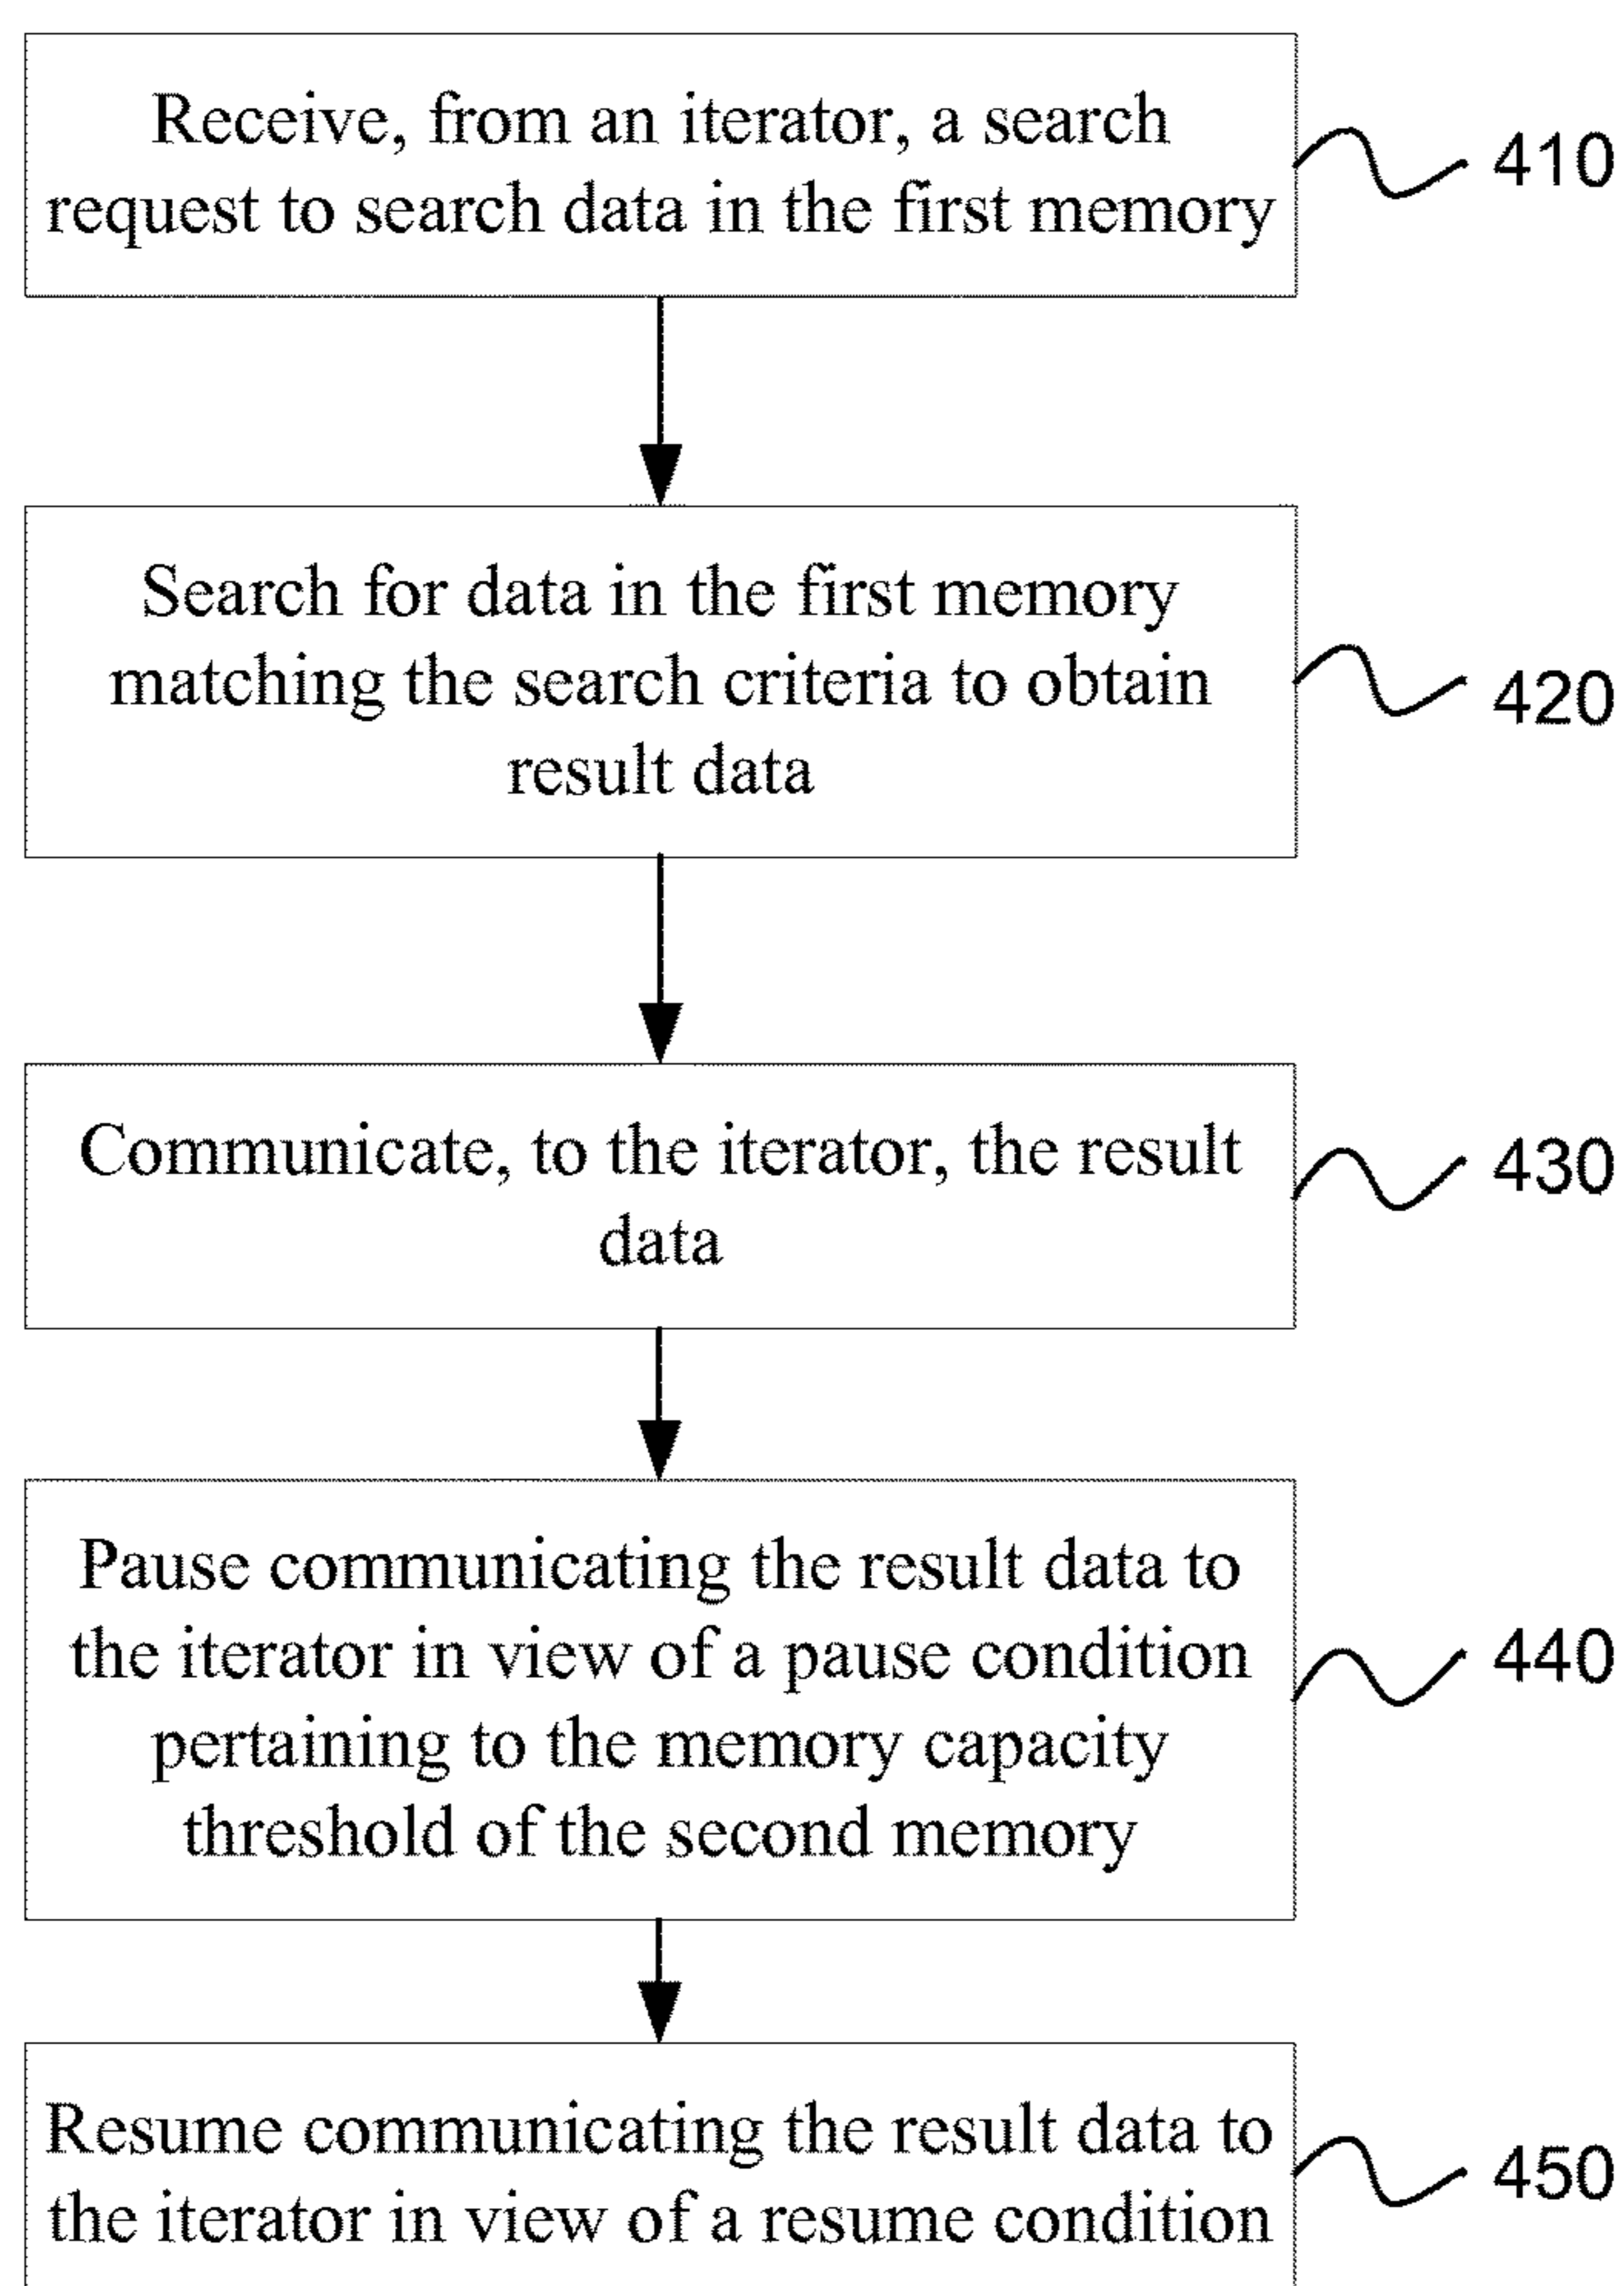 Receive, from an iterator, a search
request to search data in the first memory
410
Search for data in the first memory
matching the search criteria to obtain
result data
420
Communicate, to the iterator, the result
data
430
Pause communicating the result data to
the iterator in view of a pause condition
pertaining to the memory capacity
threshold of the second memory
440
Resume communicating the result data to
the iterator in view of a resume condition
450